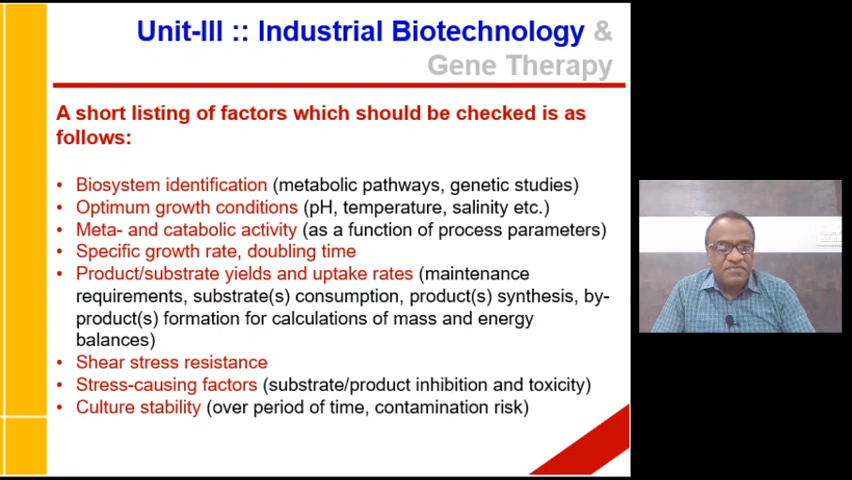 Unit-III :: Industrial Biotechnology &
Gene Therapy
A short listing of factors which should be checked is as
follows:
• Biosystem identification (metabolic pathways, genetic studies)
• Optimum growth conditions (pH, temperature, salinity etc.)
• Meta- and catabolic activity (as a function of process parameters)
• Specific growth rate, doubling time
• Product/substrate yields and uptake rates (maintenance
requirements, substrate(s) consumption, product(s) synthesis, by-
product(s) formation for calculations of mass and energy
balances)
• Shear stress resistance
• Stress-causing factors (substrate/product inhibition and toxicity)
• Culture stability (over period of time, contamination risk)